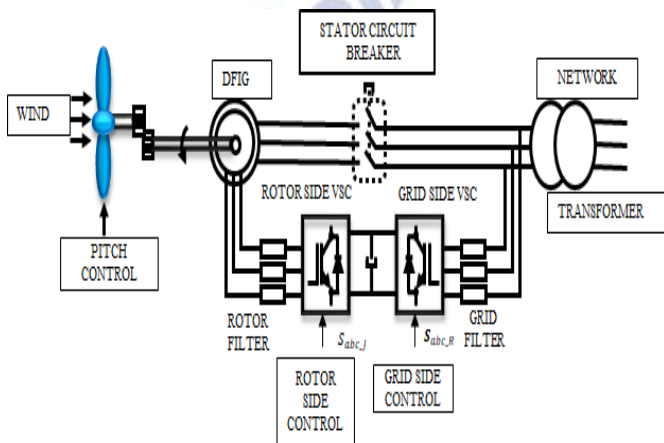 STATOR CIRCUIT
BREAKER
DFIG
NETWORK
WIND
ROTOR SIDE VSC
GRID SIDE VSC
TRANSFORMER
PITCH
CONTROL
ROTOR
FILTER
S_abc_I
S_abc_R
GRID
FILTER
ROTOR
SIDE
CONTROL
GRID SIDE
CONTROL